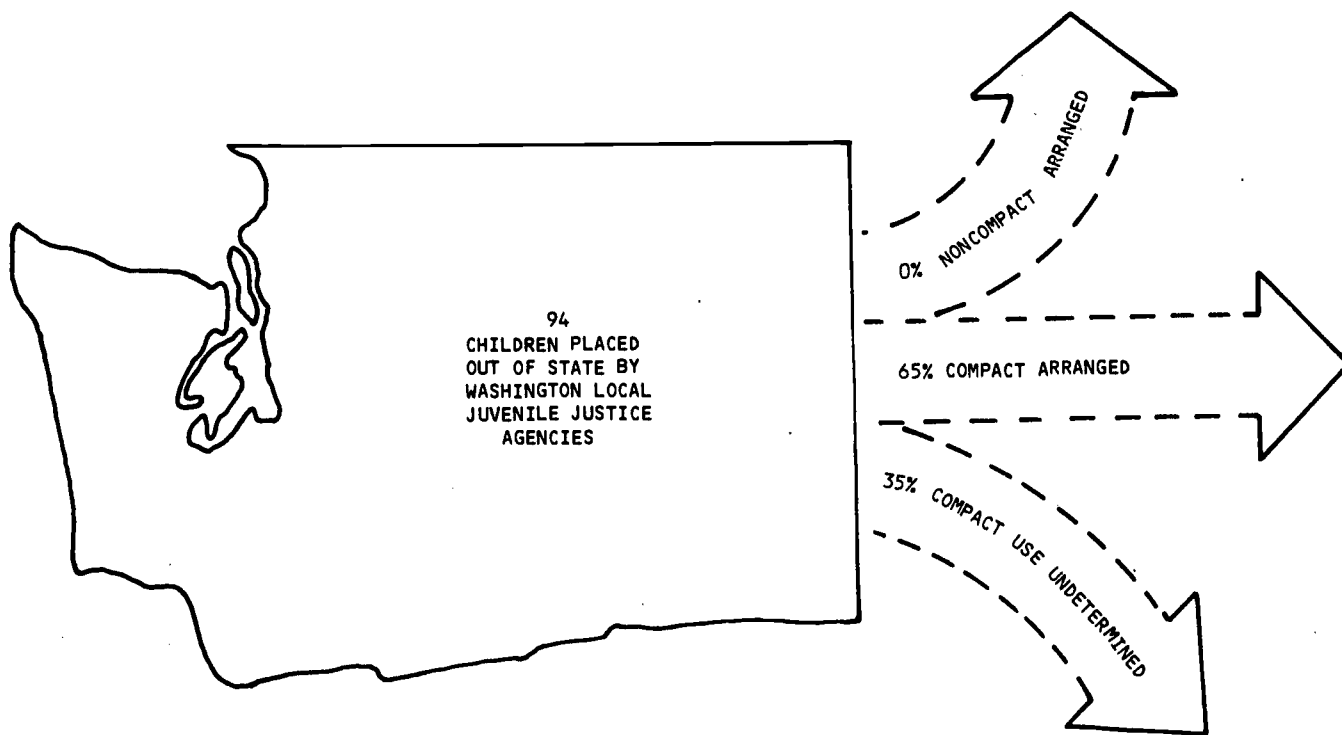 94
CHILDREN PLACED
OUT OF STATE BY
WASHINGTON LOCAL
JUVENILE JUSTICE
AGENCIES
0% NONCOMPACT ARRANGED
65% COMPACT ARRANGED
35% COMPACT USE UNDETERMINED